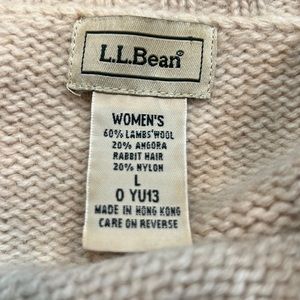 L.L.Bean®
WOMEN'S
60% LAMBS'WOOL
20% ANGORA
RABBIT HAIR
20% NYLON
L
0 YU13
MADE IN HONG KONG
CARE ON REVERSE